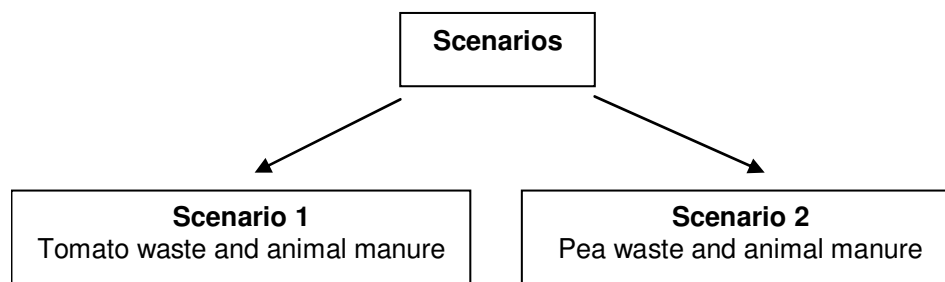 Scenarios
Scenario 1
Tomato waste and animal manure
Scenario 2
Pea waste and animal manure